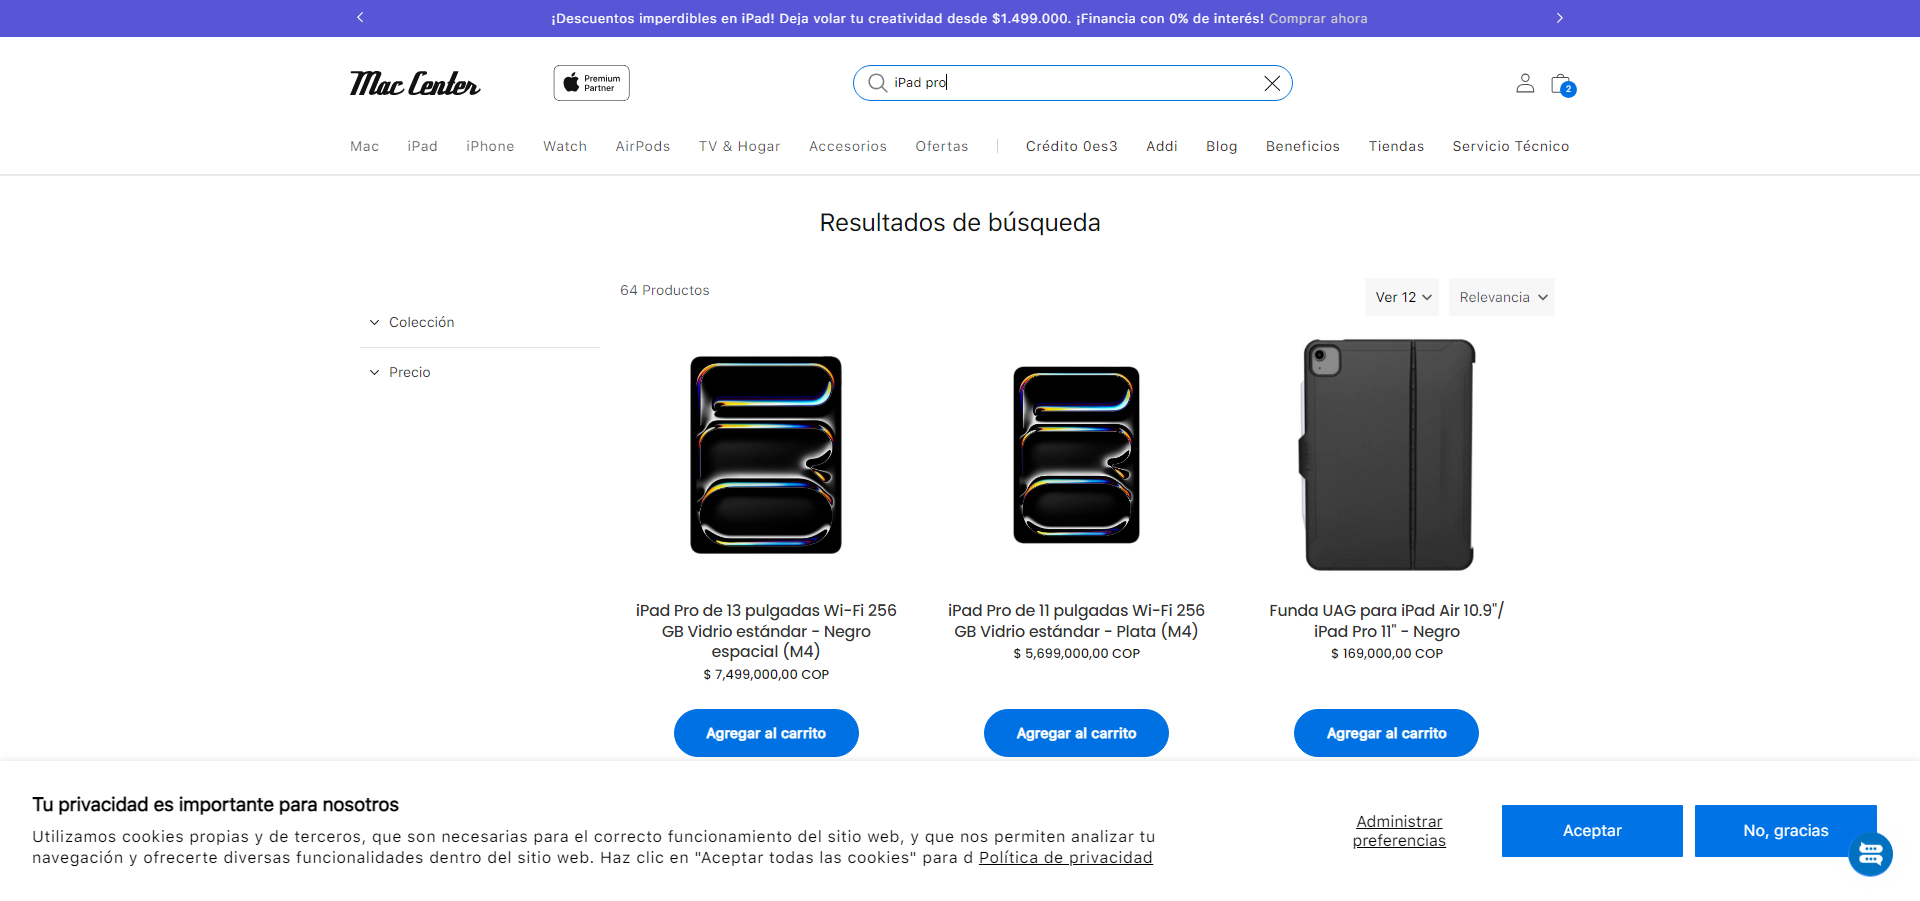 ¡Descuentos imperdibles en iPad! Deja volar tu creatividad desde $1.499.000. ¡Financia con 0% de interés! Comprar ahora
Mac Center
Premium
Partner
iPad pro
2
Mac iPad iPhone Watch AirPods TV & Hogar Accesorios Ofertas Crédito 0es3 Addi Blog Beneficios Tiendas Servicio Técnico
Resultados de búsqueda
64 Productos
Ver 12
Relevancia
Colección
Precio
iPad Pro de 13 pulgadas Wi-Fi 256
GB Vidrio estándar - Negro
espacial (M4)
$ 7,499,000,00 COP
Agregar al carrito
iPad Pro de 11 pulgadas Wi-Fi 256
GB Vidrio estándar - Plata (M4)
$ 5,699,000,00 COP
Agregar al carrito
Funda UAG para iPad Air 10.9"/
iPad Pro 11" - Negro
$ 169,000,00 COP
Agregar al carrito
Tu privacidad es importante para nosotros
Utilizamos cookies propias y de terceros, que son necesarias para el correcto funcionamiento del sitio web, y que nos permiten analizar tu
navegación y ofrecerte diversas funcionalidades dentro del sitio web. Haz clic en "Aceptar todas las cookies" para d Política de privacidad
Administrar
preferencias
Aceptar
No, gracias